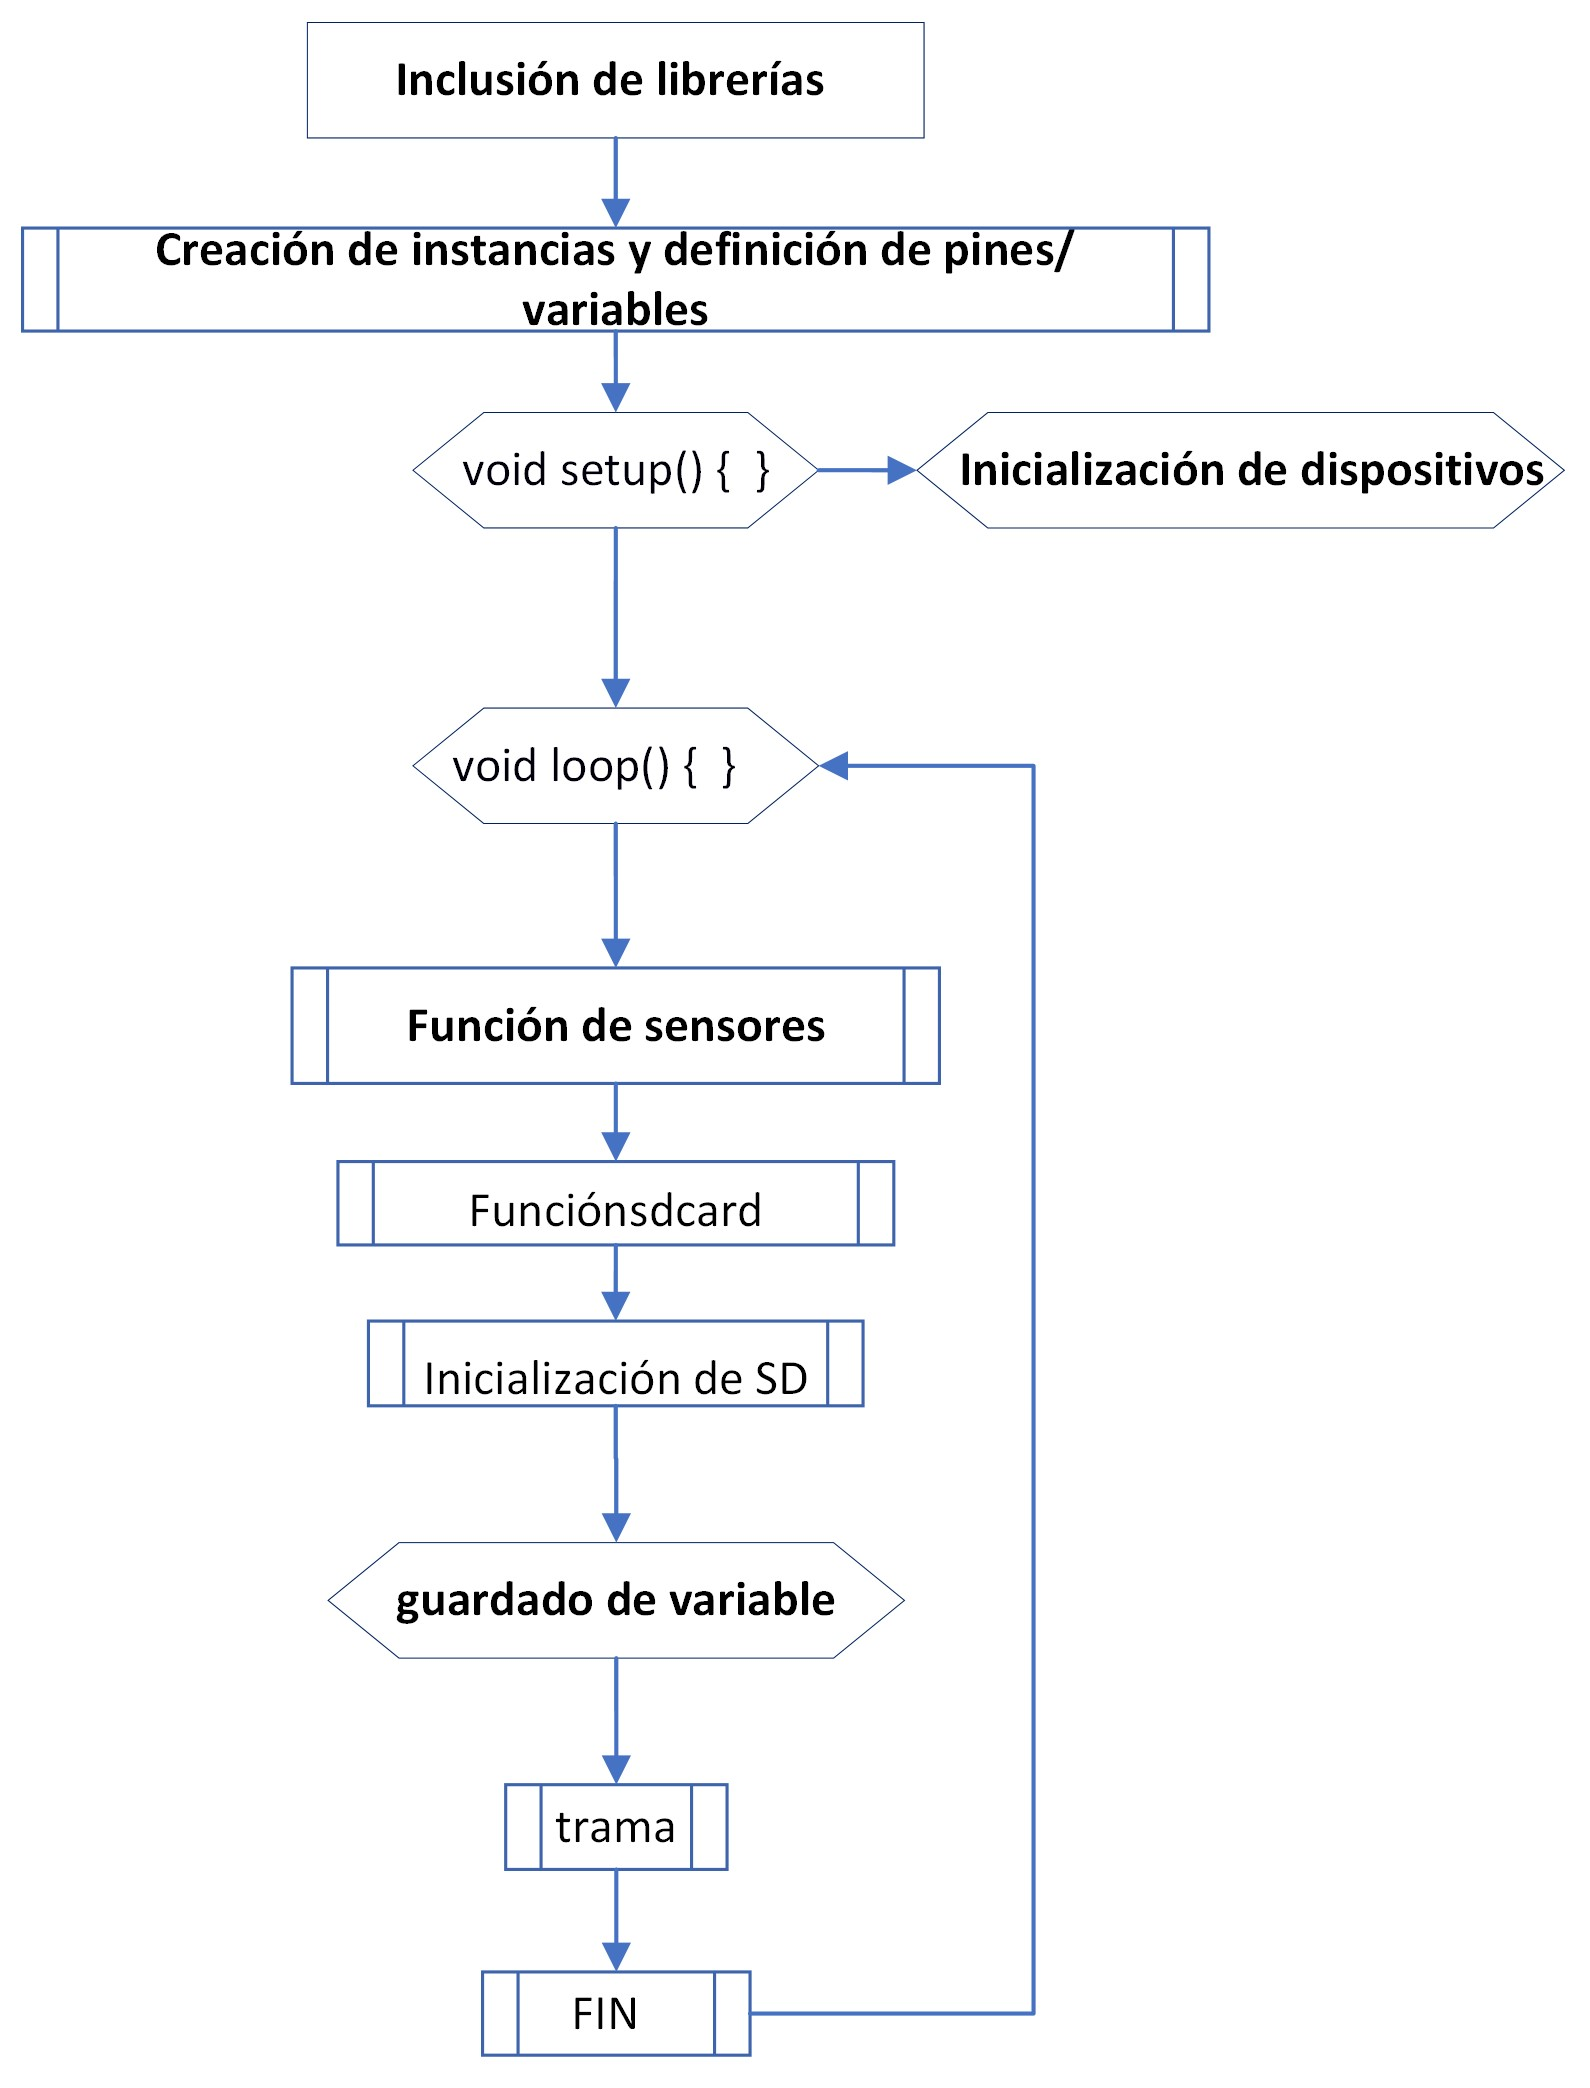 Inclusión de librerías
Creación de instancias y definición de pines/
variables
void setup() {  }
Inicialización de dispositivos
void loop() {  }
Función de sensores
Funciónsdcard
Inicialización de SD
guardado de variable
trama
FIN